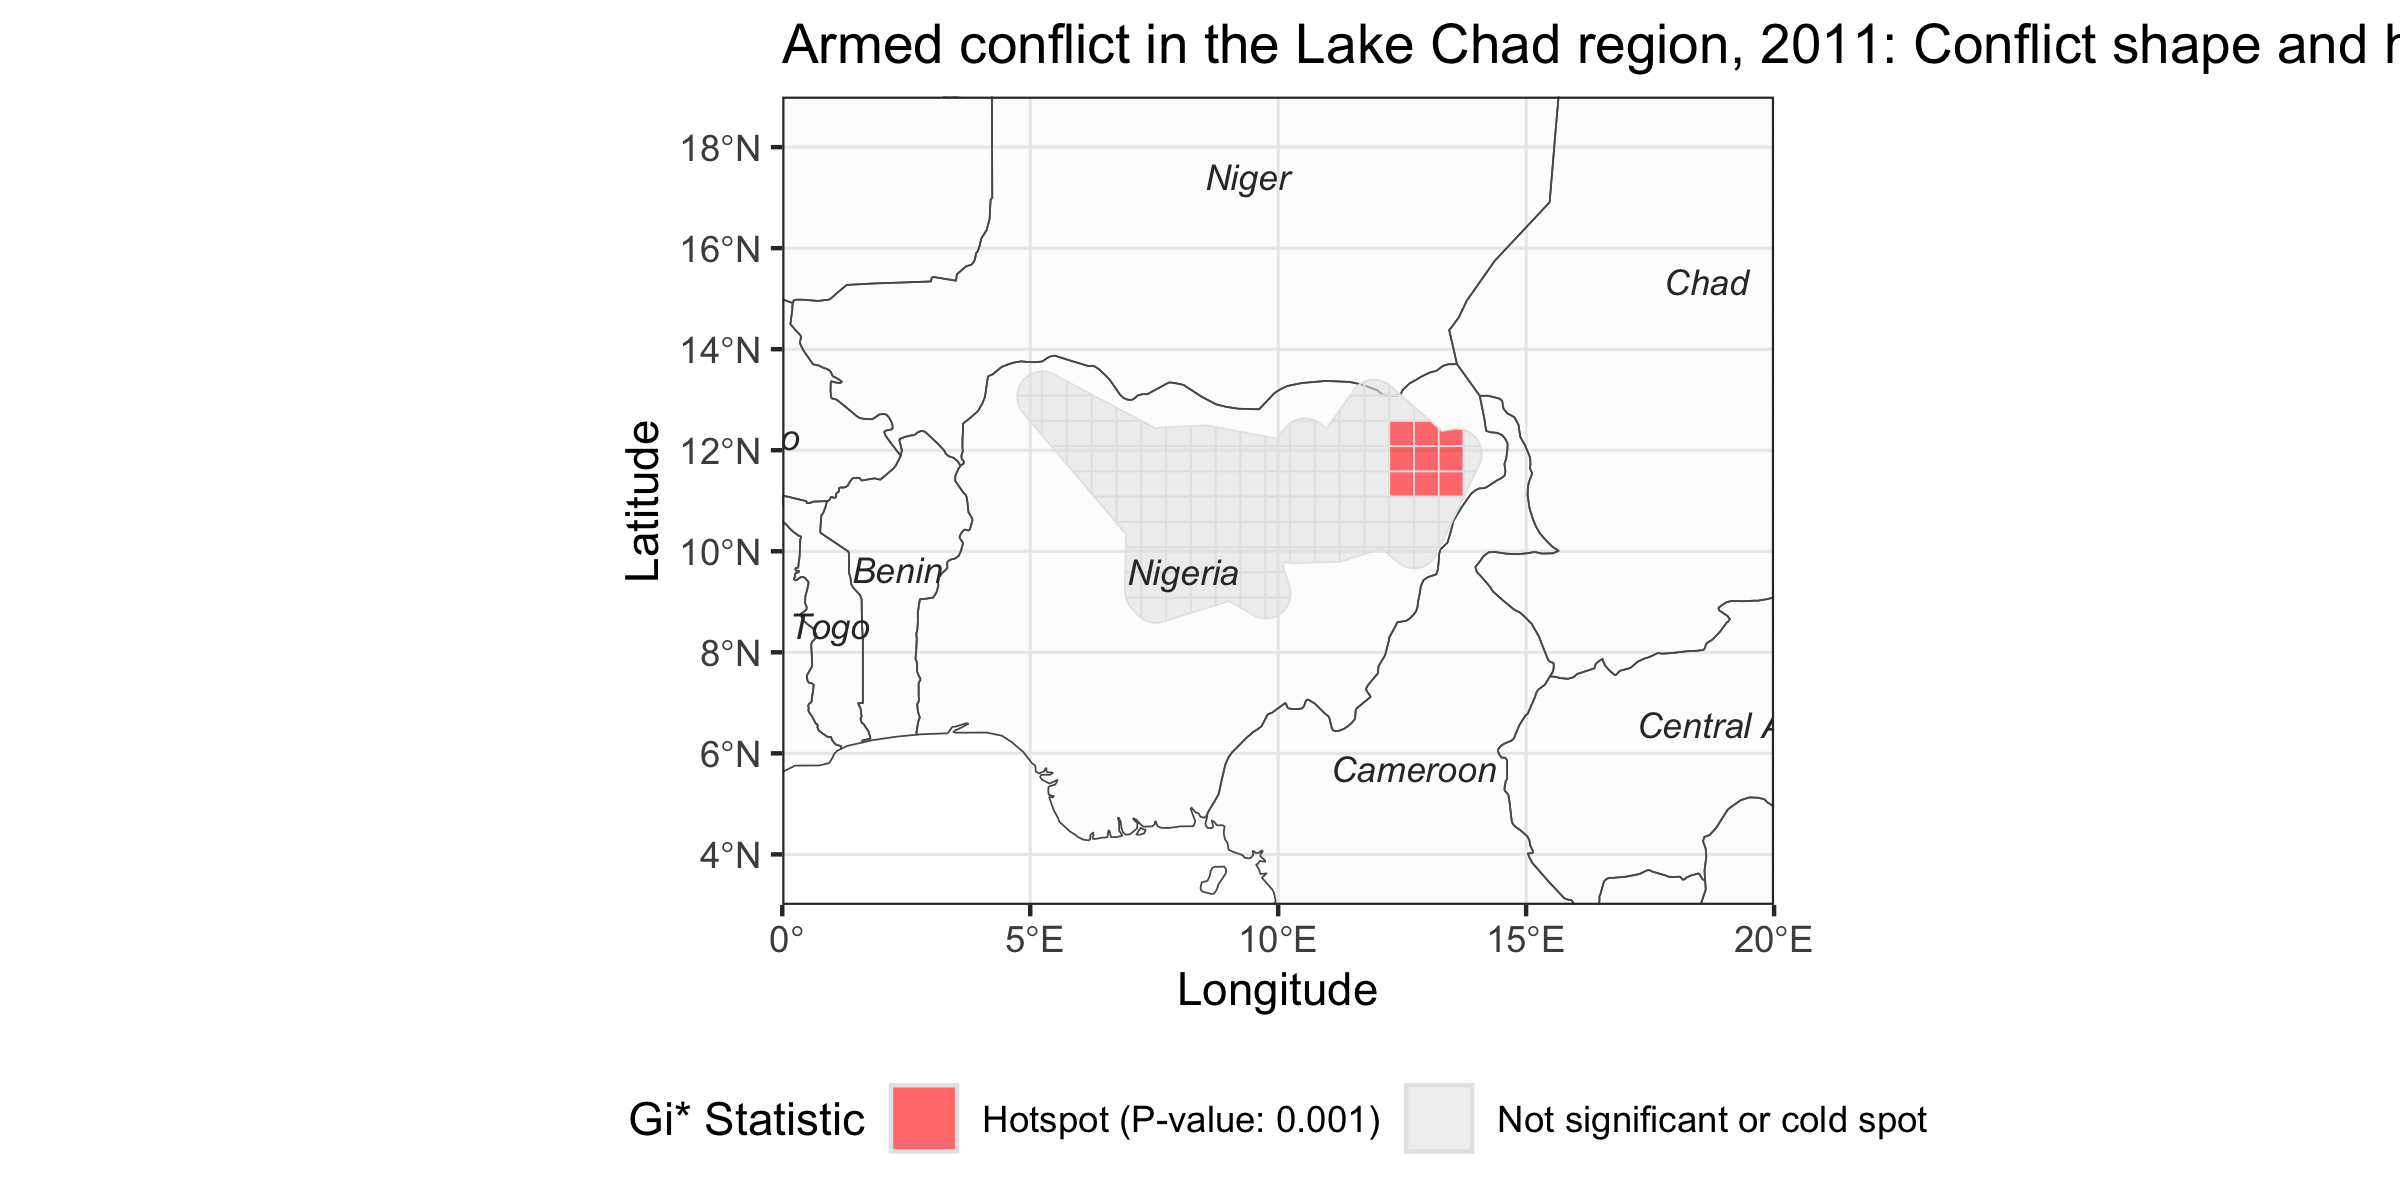 Armed conflict in the Lake Chad region, 2011: Conflict shape and h
18°N
Niger
16°N
Chad
14°N
o
12°N
10°N
Benin
Nigeria
Togo
8°N
Central A
6°N
Cameroon
4°N
Latitude
0°
5°E
10°E
15°E
20°E
Longitude
Gi* Statistic
Hotspot (P-value: 0.001)
Not significant or cold spot